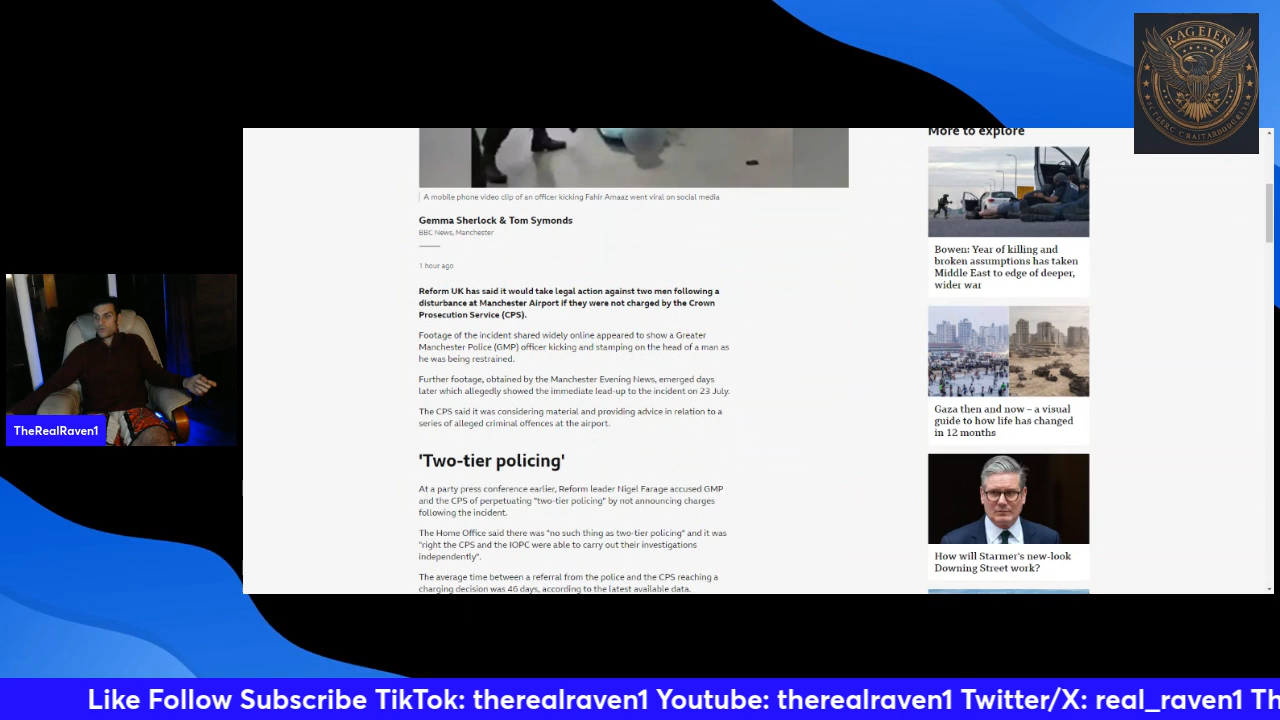 RAGEIEN
More to explore
A mobile phone video clip of an officer kicking Fahir Amaaz went viral on social media
Gemma Sherlock & Tom Symonds
BBC News, Manchester
1 hour ago
Reform UK has said it would take legal action against two men following a
disturbance at Manchester Airport if they were not charged by the Crown
Prosecution Service (CPS).
Footage of the incident shared widely online appeared to show a Greater
Manchester Police (GMP) officer kicking and stamping on the head of a man as
he was being restrained.
Further footage, obtained by the Manchester Evening News, emerged days
later which allegedly showed the immediate lead-up to the incident on 23 July.
The CPS said it was considering material and providing advice in relation to a
series of alleged criminal offences at the airport.
'Two-tier policing'
At a party press conference earlier, Reform leader Nigel Farage accused GMP
and the CPS of perpetuating "two-tier policing" by not announcing charges
following the incident.
The Home Office said there was "no such thing as two-tier policing" and it was
"right the CPS and the IOPC were able to carry out their investigations
independently".
The average time between a referral from the police and the CPS reaching a
charging decision was 46 days, according to the latest available data.
Bowen: Year of killing and
broken assumptions has taken
Middle East to edge of deeper,
wider war
Gaza then and now – a visual
guide to how life has changed
in 12 months
How will Starmer's new-look
Downing Street work?
TheRealRaven1
Like Follow Subscribe TikTok: therealraven1 Youtube: therealraven1 Twitter/X: real_raven1 Th